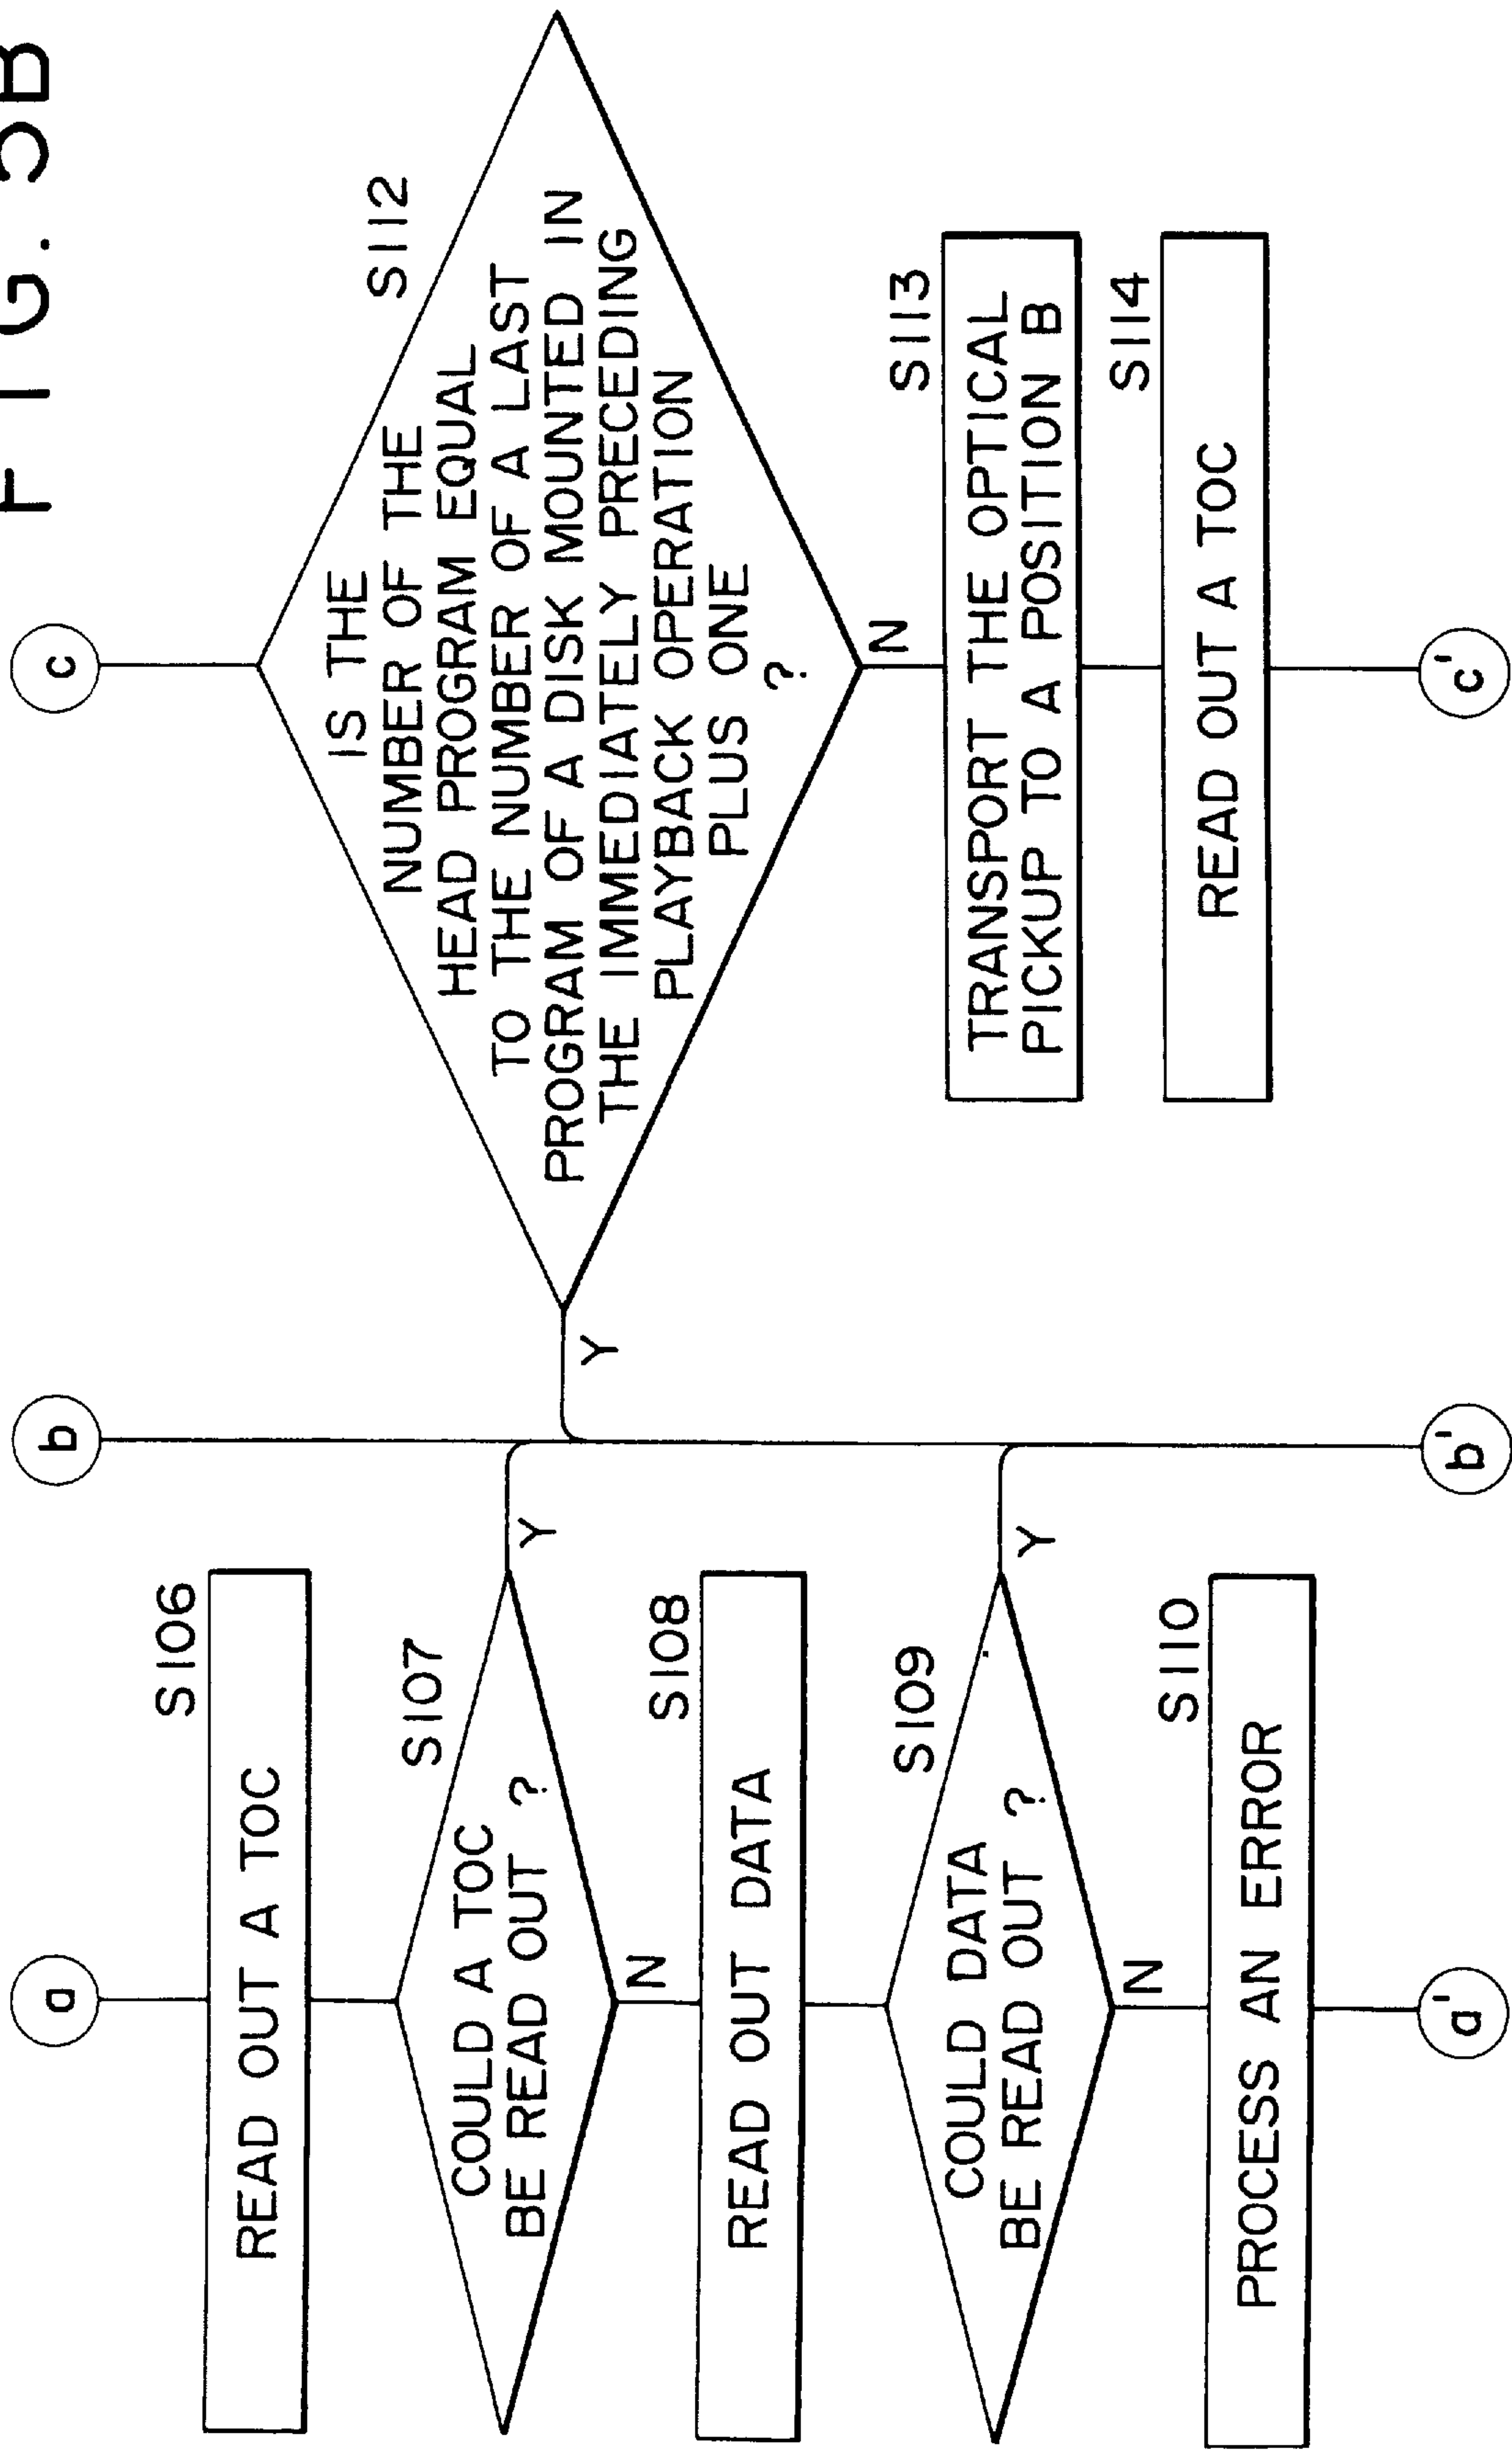 FIG. 5B
a
READ OUT A TOC
S106
COULD A TOC
BE READ OUT ?
S107
Y
N
READ OUT DATA
S108
COULD DATA
BE READ OUT ?
S109
Y
N
PROCESS AN ERROR
S110
a'
b
b'
c
IS THE
NUMBER OF THE
HEAD PROGRAM EQUAL
TO THE NUMBER OF A LAST
PROGRAM OF A DISK MOUNTED IN
THE IMMEDIATELY PRECEDING
PLAYBACK OPERATION
PLUS ONE
?
S112
Y
N
TRANSPORT THE OPTICAL
PICKUP TO A POSITION B
S113
READ OUT A TOC
S114
c'